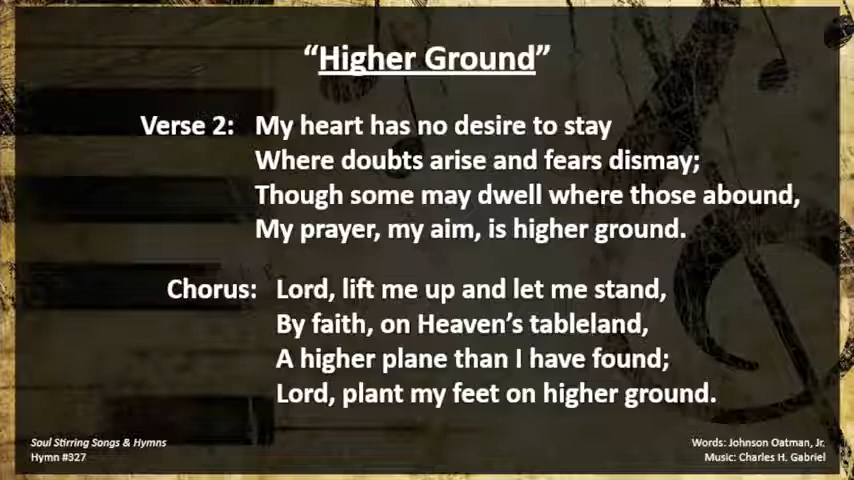 “Higher Ground”
Verse 2: My heart has no desire to stay
Where doubts arise and fears dismay;
Though some may dwell where those abound,
My prayer, my aim, is higher ground.
Chorus: Lord, lift me up and let me stand,
By faith, on Heaven’s tableland,
A higher plane than I have found;
Lord, plant my feet on higher ground.
Soul Stirring Songs & Hymns
Hymn #327
Words: Johnson Oatman, Jr.
Music: Charles H. Gabriel